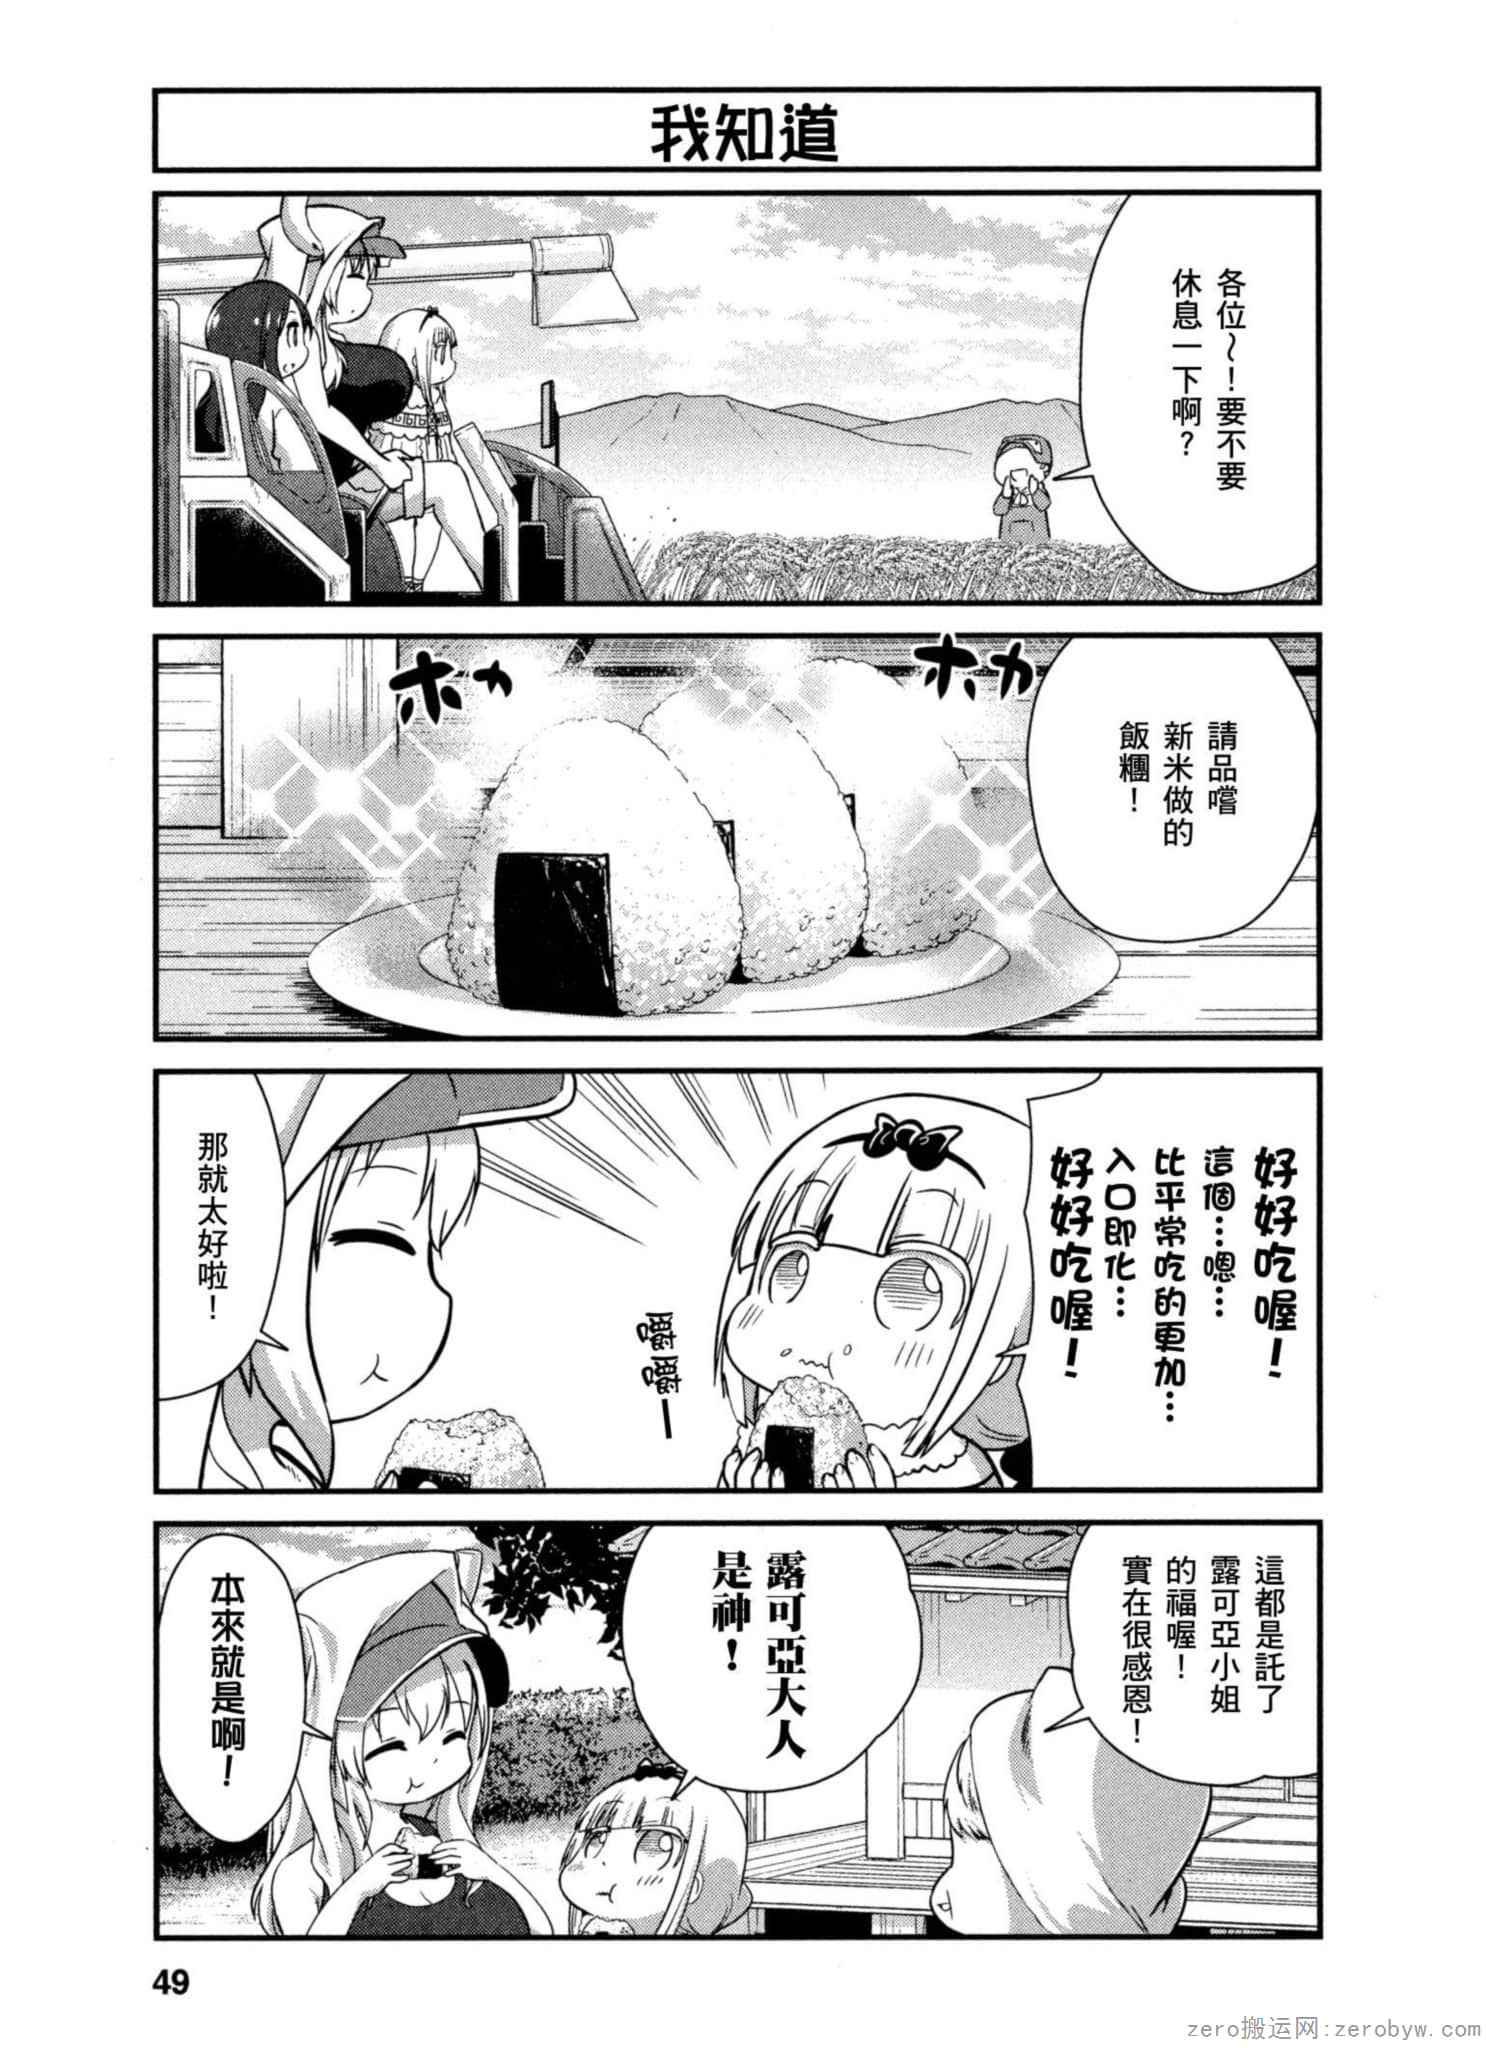 我知道
各位～！要不要
休息一下啊？
請品嚐
新米做的
飯糰！
ホカ
ホカ
好好吃喔！
這個…嗯…
比平常吃的更加…
入口即化…
好好吃喔！
嚼嚼—
那就太好啦！
這都是託了
露可亞小姐
的福喔！
實在很感恩！
露可亞大人
是神！
本來就是啊！
49
zero搬运网:zerobyw.com